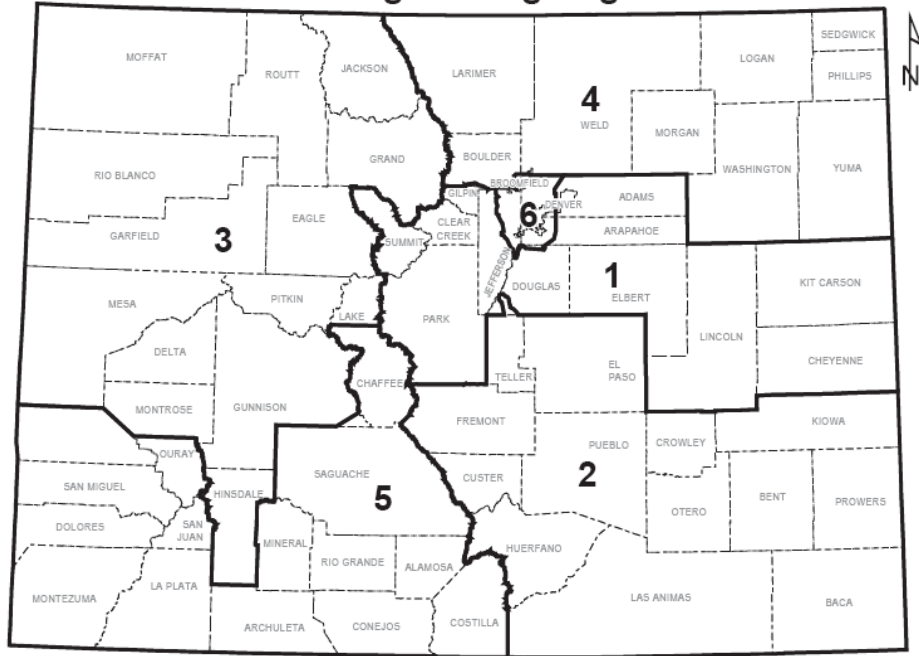 SEDGWICK
MOFFAT
LOGAN
JACKSON
LARIMER
ROUTT
PHILLIPS
N
4
WELD
MORGAN
GRAND
BOULDER
WASHINGTON
YUMA
RIO BLANCO
BROOMFIELD
GILPIN
ADAMS
DENVER
EAGLE
6
CLEAR
CREEK
ARAPAHOE
GARFIELD
3
SUMMIT
JEFFERSON
1
KIT CARSON
DOUGLAS
ELBERT
MESA
PITKIN
LAKE
PARK
LINCOLN
DELTA
CHEYENNE
EL
PASO
TELLER
CHAFFEE
MONTROSE
GUNNISON
FREMONT
KIOWA
PUEBLO
CROWLEY
OURAY
SAGUACHE
CUSTER
2
SAN MIGUEL
HINSDALE
5
BENT
PROWERS
OTERO
DOLORES
SAN
JUAN
MINERAL
HUERFANO
RIO GRANDE
ALAMOSA
LA PLATA
MONTEZUMA
LAS ANIMAS
BACA
ARCHULETA
CONEJOS
COSTILLA